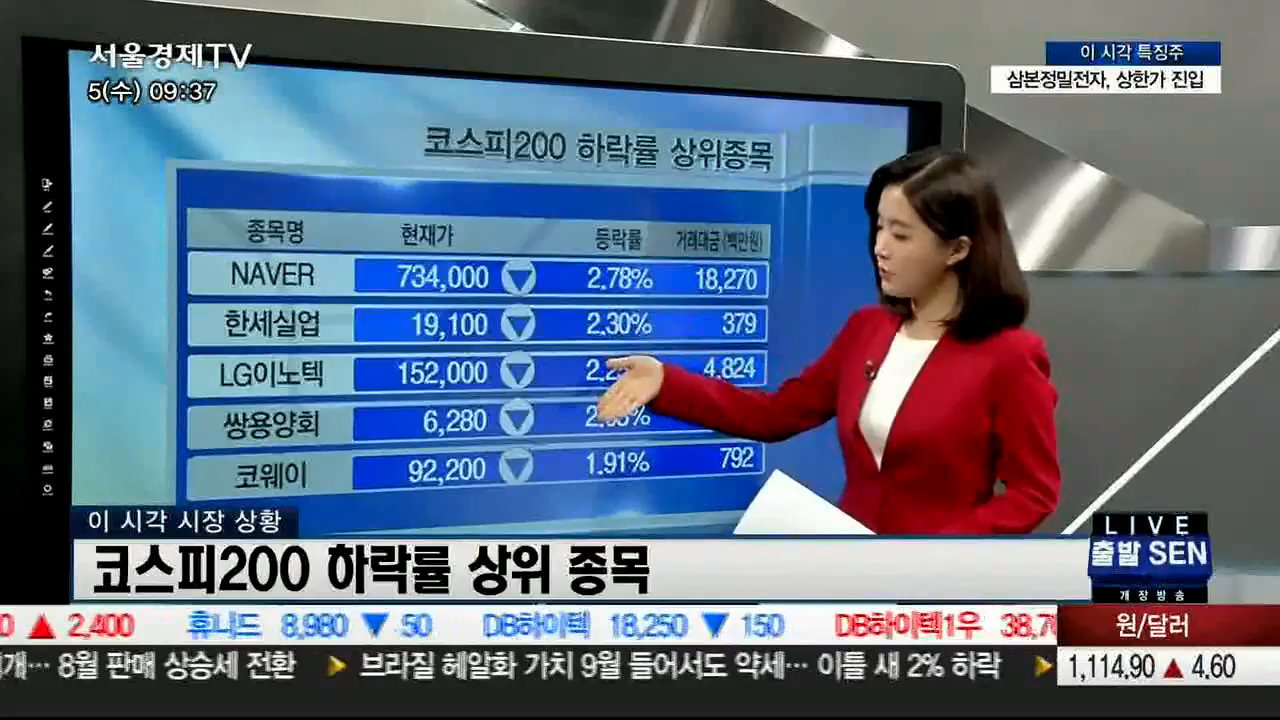 서울경제TV
5(수) 09:37
이 시각 특징주
삼본정밀전자, 상한가 진입
코스피200 하락률 상위종목
종목명 현재가 등락률 거래대금(백만원)
NAVER 734,000 ▼ 2.78% 18,270
한세실업 19,100 ▼ 2.30% 379
LG이노텍 152,000 ▼ 4,824
쌍용양회 6,280 ▼
코웨이 92,200 ▼ 1.91% 792
이 시각 시장 상황
코스피200 하락률 상위 종목
LIVE
출발 SEN
개장방송
0 ▲ 2,400 휴니드 8,980 ▼ 50 DB하이텍 18,250 ▼ 150 DB하이텍1우 38,7
원/달러
개… 8월 판매 상승세 전환 ▶ 브라질 헤알화 가치 9월 들어서도 약세… 이틀 새 2% 하락 ▶
1,114.90 ▲ 4.60